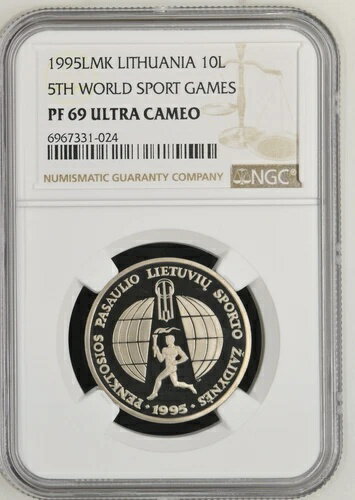 1995LMK LITHUANIA 10L
5TH WORLD SPORT GAMES
PF 69 ULTRA CAMEO
6967331-024
NUMISMATIC GUARANTY COMPANY
NGC®
PENKTOSIOS PASAULIO LIETUVIŲ SPORTO ŽAIDYNĖS
·1995·